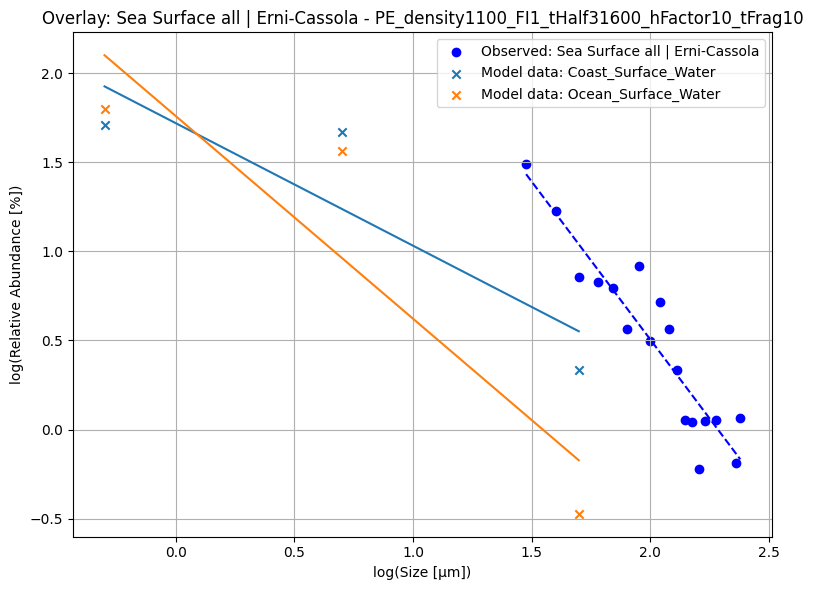 Overlay: Sea Surface all | Erni-Cassola - PE_density1100_FI1_tHalf31600_hFactor10_tFrag10
Observed: Sea Surface all | Erni-Cassola
Model data: Coast_Surface_Water
Model data: Ocean_Surface_Water
log(Relative Abundance [%])
2.0
1.5
1.0
0.5
0.0
−0.5
0.0
0.5
1.0
1.5
2.0
2.5
log(Size [μm])